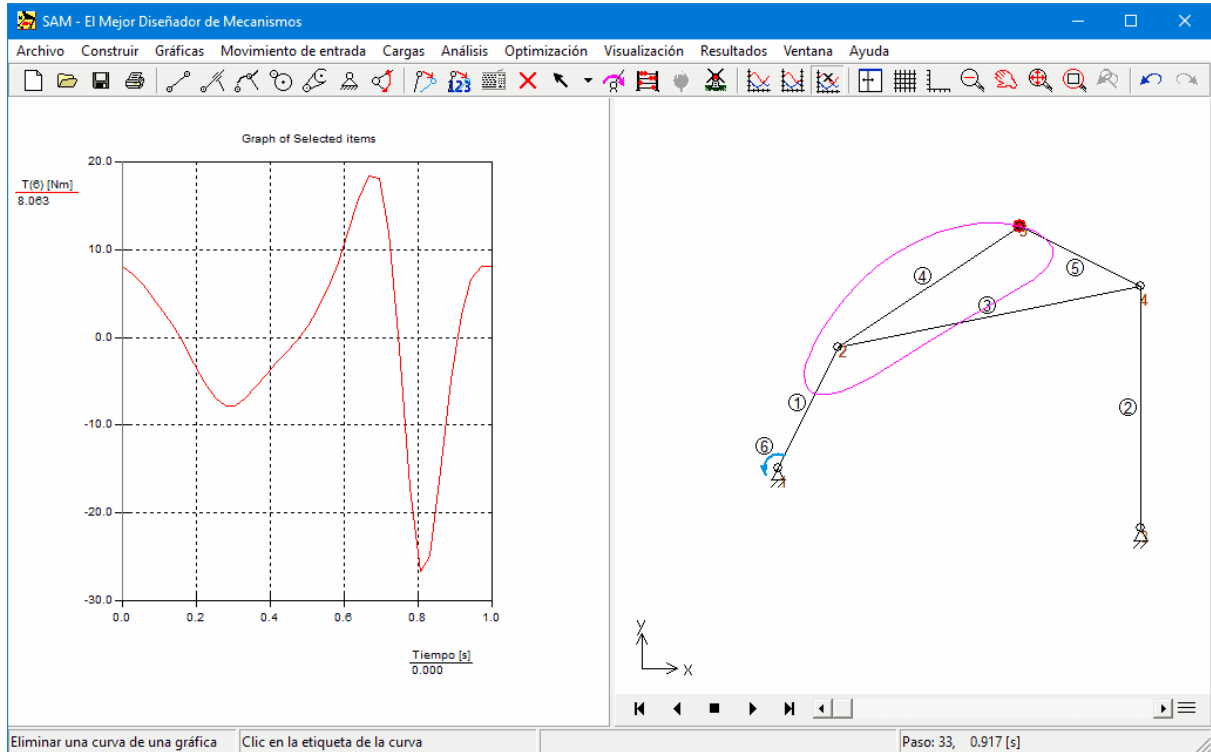 SAM - El Mejor Diseñador de Mecanismos
Archivo Construir Gráficas Movimiento de entrada Cargas Análisis Optimización Visualización Resultados Ventana Ayuda
123
Graph of Selected items
T(6) [Nm]
8.063
20.0
10.0
0.0
-10.0
-20.0
-30.0
0.0 0.2 0.4 0.6 0.8 1.0
Tiempo [s]
0.000
5
4
5
3
4
2
1
2
6
1
3
y
x
Eliminar una curva de una gráfica Clic en la etiqueta de la curva Paso: 33, 0.917 [s]